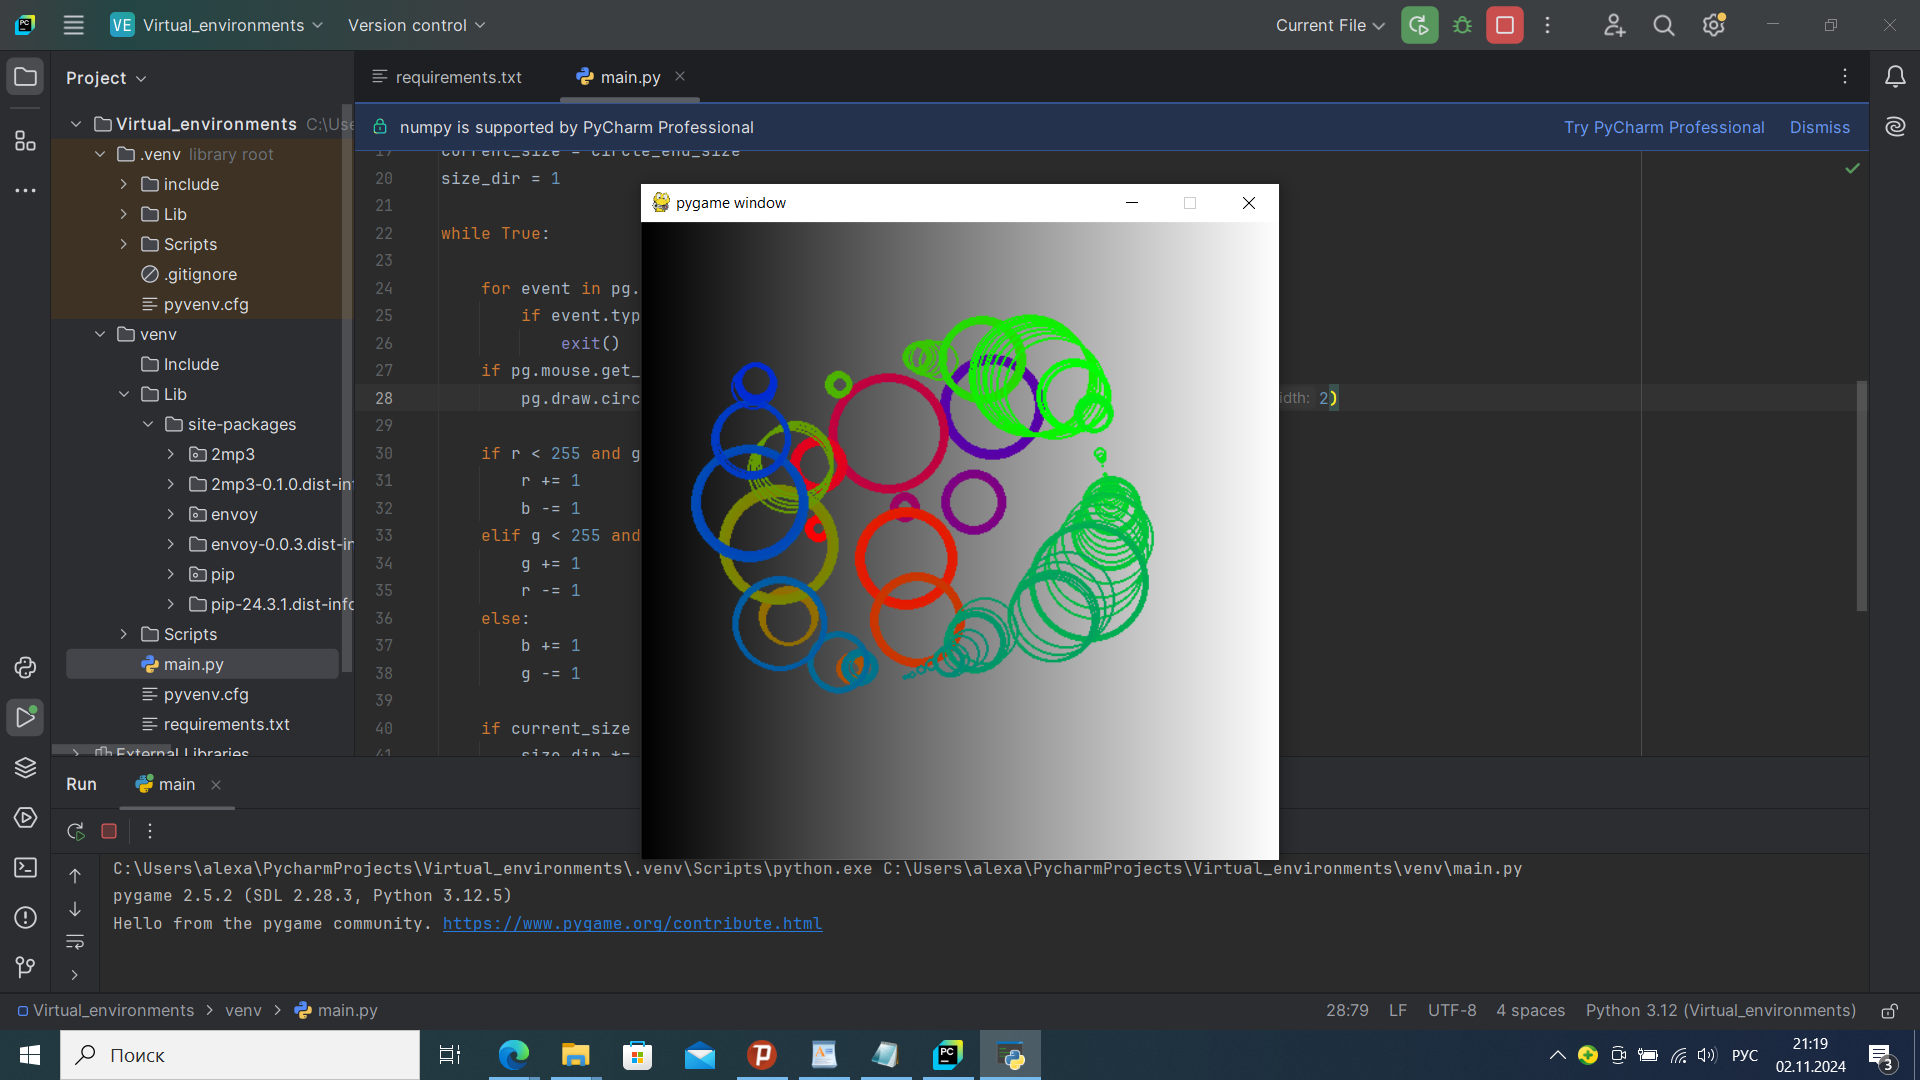 VE Virtual_environments Version control Current File
Project
requirements.txt main.py
Virtual_environments C:\Use
numpy is supported by PyCharm Professional Try PyCharm Professional Dismiss
.venv library root
include
Lib
Scripts
.gitignore
pyvenv.cfg
venv
Include
Lib
site-packages
2mp3
2mp3-0.1.0.dist-in
envoy
envoy-0.0.3.dist-in
pip
pip-24.3.1.dist-info
Scripts
main.py
pyvenv.cfg
requirements.txt
External Libraries
current_size = circle_end_size
20 size_dir = 1
21
22 while True:
23
24 for event in pg.
25 if event.typ
26 exit()
27 if pg.mouse.get_
28 pg.draw.circ idth: 2)
29
30 if r < 255 and g
31 r += 1
32 b -= 1
33 elif g < 255 and
34 g += 1
35 r -= 1
36 else:
37 b += 1
38 g -= 1
39
40 if current_size
41 size_dir *=
pygame window
Run main
C:\Users\alexa\PycharmProjects\Virtual_environments\.venv\Scripts\python.exe C:\Users\alexa\PycharmProjects\Virtual_environments\venv\main.py
pygame 2.5.2 (SDL 2.28.3, Python 3.12.5)
Hello from the pygame community. https://www.pygame.org/contribute.html
Virtual_environments > venv > main.py 28:79 LF UTF-8 4 spaces Python 3.12 (Virtual_environments)
Поиск
РУС
21:19
02.11.2024
3